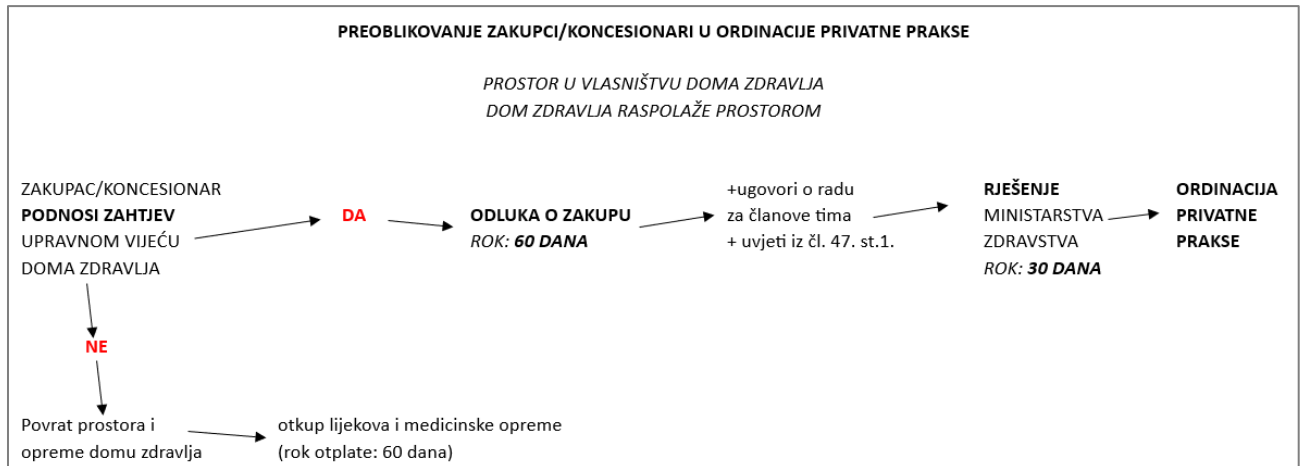 PREOBLIKOVANJE ZAKUPCI/KONCESIONARI U ORDINACIJE PRIVATNE PRAKSE
PROSTOR U VLASNIŠTVU DOMA ZDRAVLJA
DOM ZDRAVLJA RASPOLAŽE PROSTOROM
ZAKUPAC/KONCESIONAR
PODNOSI ZAHTJEV
UPRAVNOM VIJEĆU
DOMA ZDRAVLJA
DA
ODLUKA O ZAKUPU
ROK: 60 DANA
+ugovori o radu
za članove tima
+ uvjeti iz čl. 47. st.1.
RJEŠENJE
MINISTARSTVA
ZDRAVSTVA
ROK: 30 DANA
ORDINACIJA
PRIVATNE
PRAKSE
NE
Povrat prostora i
opreme domu zdravlja
otkup lijekova i medicinske opreme
(rok otplate: 60 dana)